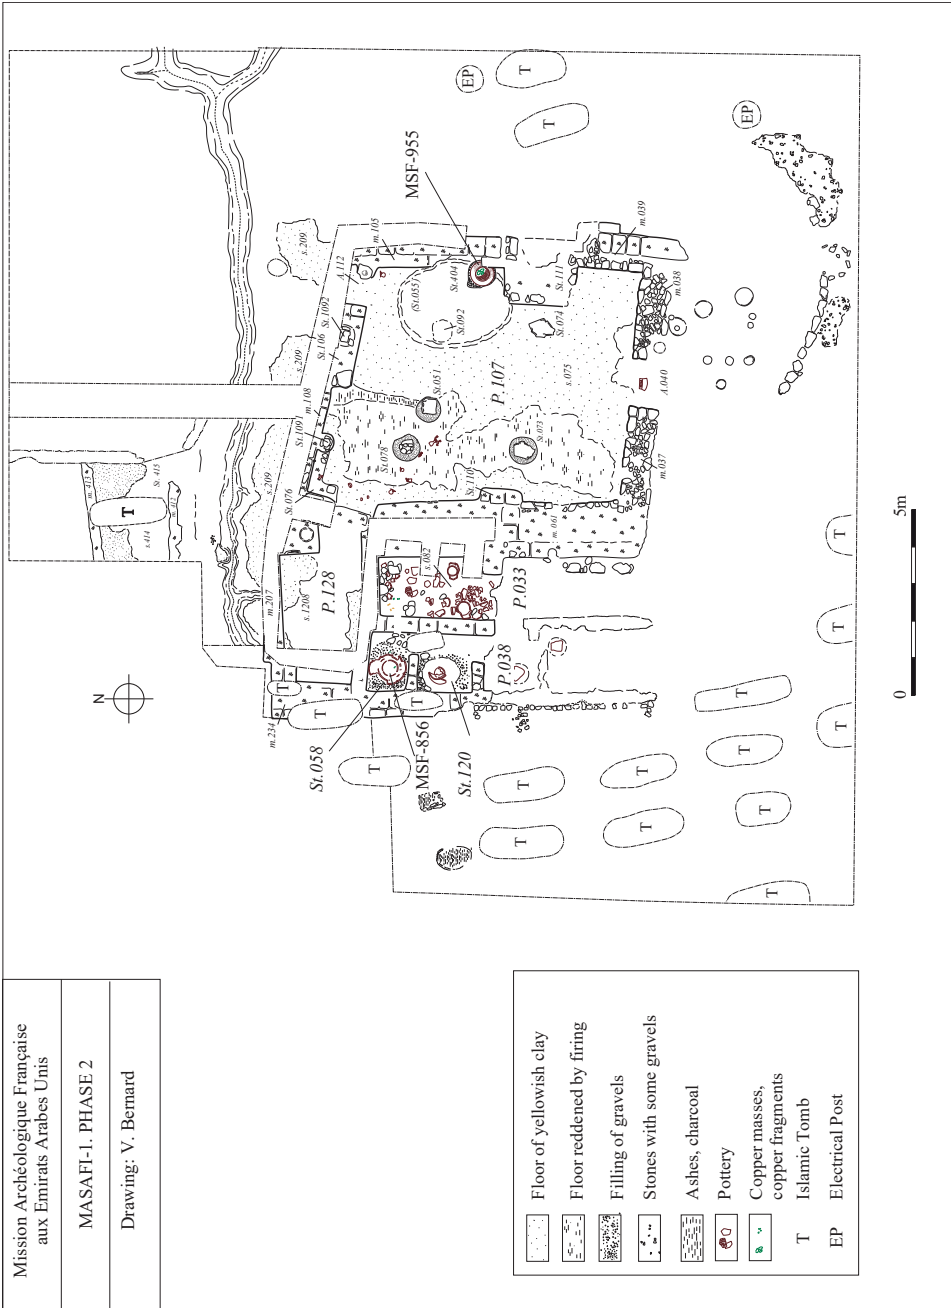 Mission Archéologique Française
aux Emirats Arabes Unis
MASAFI-1. PHASE 2
Drawing: V. Bernard
Floor of yellowish clay
Floor reddened by firing
Filling of gravels
Stones with some gravels
Ashes, charcoal
Pottery
Copper masses,
copper fragments
T
Islamic Tomb
EP
Electrical Post
N
0
5m
m.234
T
T
St.058
T
MSF-856
T
St.120
T
T
T
T
T
T
T
T
T
T
T
T
m.207
s.1208
P.128
P.038
P.033
s.082
m.061
St.076
s.209
St.1091
m.108
s.209
St.106
St.1092
s.209
A.112
m.105
m.413
T
s.414
m.412
St. 415
St.078
St.051
St.110
St.073
P.107
s.075
m.037
A.040
m.038
m.039
(St.055)
St.092
St.404
St.074
St.111
MSF-955
EP
T
T
EP